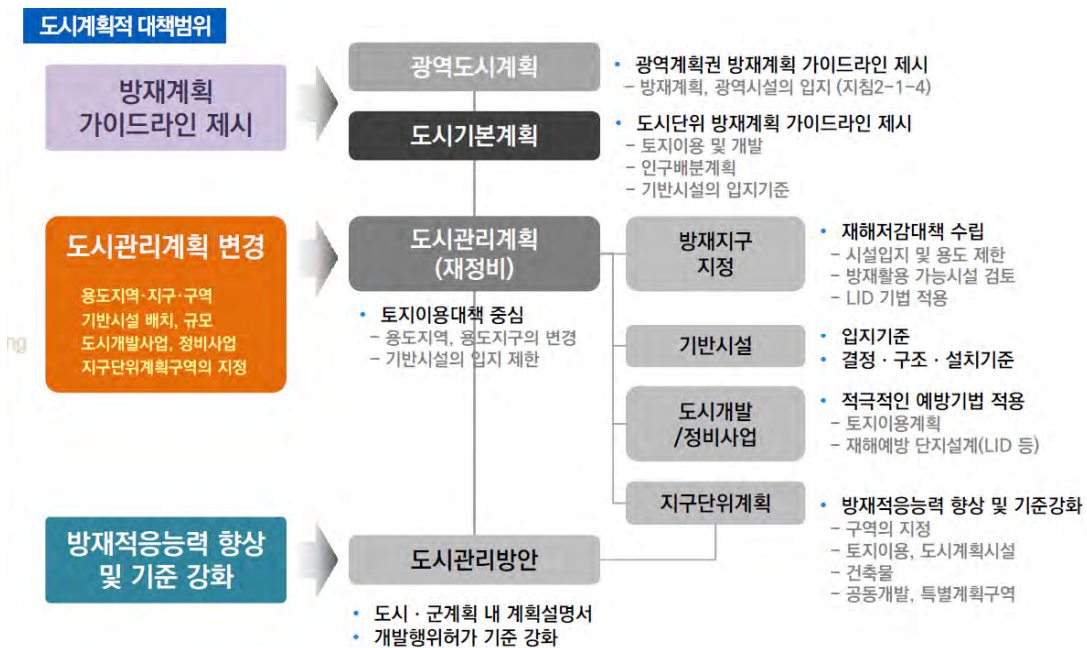 도시계획적 대책범위
방재계획
가이드라인 제시
광역도시계획
• 광역계획권 방재계획 가이드라인 제시
– 방재계획, 광역시설의 입지 (지침2-1-4)
도시기본계획
• 도시단위 방재계획 가이드라인 제시
– 토지이용 및 개발
– 인구배분계획
– 기반시설의 입지기준
도시관리계획 변경
용도지역·지구·구역
기반시설 배치, 규모
도시개발사업, 정비사업
지구단위계획구역의 지정
ng
도시관리계획
(재정비)
• 토지이용대책 중심
– 용도지역, 용도지구의 변경
– 기반시설의 입지 제한
방재지구
지정
• 재해저감대책 수립
– 시설입지 및 용도 제한
– 방재활용 가능시설 검토
– LID 기법 적용
기반시설
• 입지기준
• 결정·구조·설치기준
도시개발
/정비사업
• 적극적인 예방기법 적용
– 토지이용계획
– 재해예방 단지설계(LID 등)
지구단위계획
• 방재적응능력 향상 및 기준강화
– 구역의 지정
– 토지이용, 도시계획시설
– 건축물
– 공동개발, 특별계획구역
방재적응능력 향상
및 기준 강화
도시관리방안
• 도시·군계획 내 계획설명서
• 개발행위허가 기준 강화